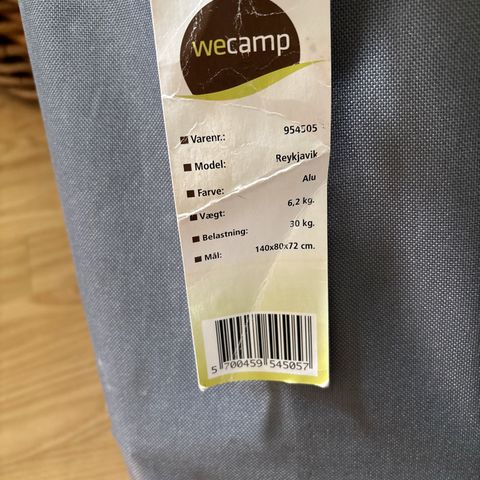 wecamp
Varenr.: 954505
Model: Reykjavik
Farve: Alu
Vægt: 6,2 kg.
Belastning: 30 kg.
Mål: 140x80x72 cm.
5 700459 545057